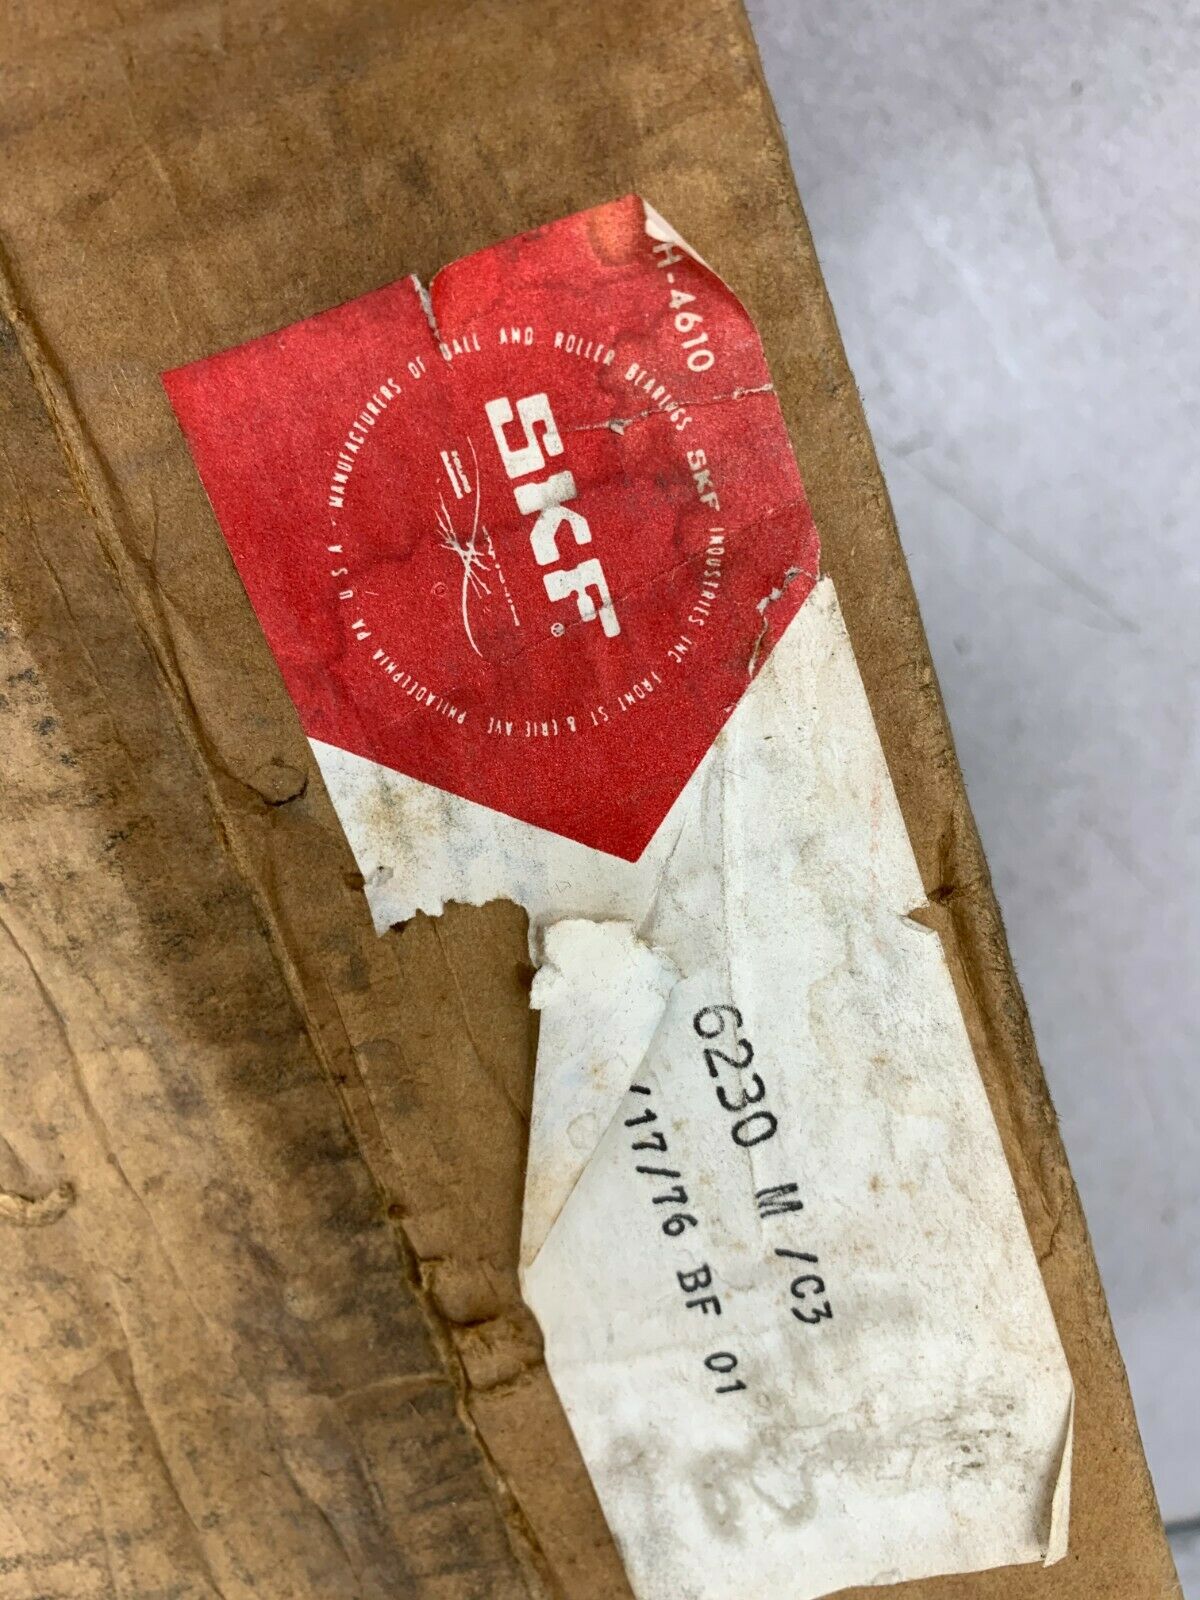 H-4610
MANUFACTURERS OF BALL AND ROLLER BEARINGS SKF INDUSTRIES INC FRONT ST & ERIE AVE PHILADELPHIA PA U S A
SKF
®
6230 M /C3
/17/76 BF 01